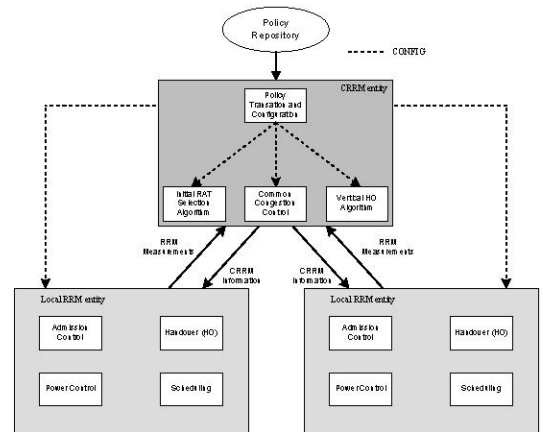 Policy
Repository
CONFIG
CRRM entity
Policy
Transation and
Configuration
Initial RAT
Selection
Algorithm
Common
Congestion
Control
Vertical HO
Algorithm
RRM
Measurements
CRRM
Information
CRRM
Information
RRM
Measurements
Local RRM entity
Admission
Control
Handover (HO)
Power Control
Scheduling
Local RRM entity
Admission
Control
Handover (HO)
Power Control
Scheduling